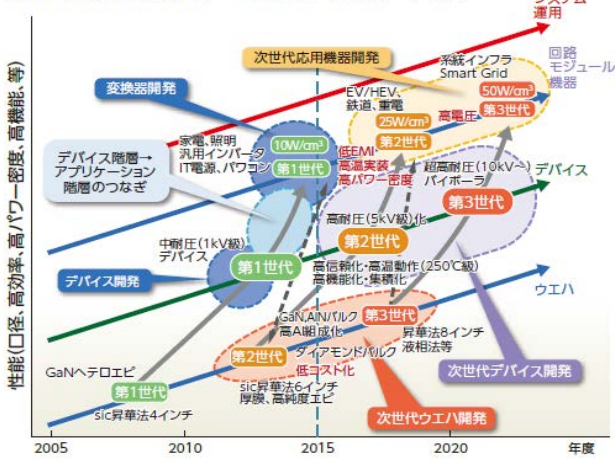 システム
運用
次世代応用機器開発
系統インフラ
Smart Grid
回路
モジュール
機器
変換器開発
EV/HEV、
鉄道、重電
50W/cm³
第3世代
25W/cm³
第2世代
高電圧
家電、照明
汎用インバータ
IT電源、パワコン
10W/cm³
第1世代
低EMI
高温実装
高パワー密度
デバイス階層→
アプリケーション
階層のつなぎ
超高耐圧(10kV〜)
バイポーラ
デバイス
第3世代
中耐圧(1kV級)
デバイス
高耐圧(5kV級)化
第2世代
デバイス開発
第1世代
高信頼化・高温動作(250℃級)
高機能化・集積化
ウエハ
GaN,AlNバルク
高Al組成化
第3世代
昇華法8インチ
液相法等
第2世代
ダイアモンドバルク
低コスト化
次世代デバイス開発
GaNヘテロエピ
第1世代
sic昇華法6インチ
厚膜、高純度エピ
次世代ウエハ開発
sic昇華法4インチ
性能(口径、高効率、高パワー密度、高機能、等)
2005
2010
2015
2020
年度